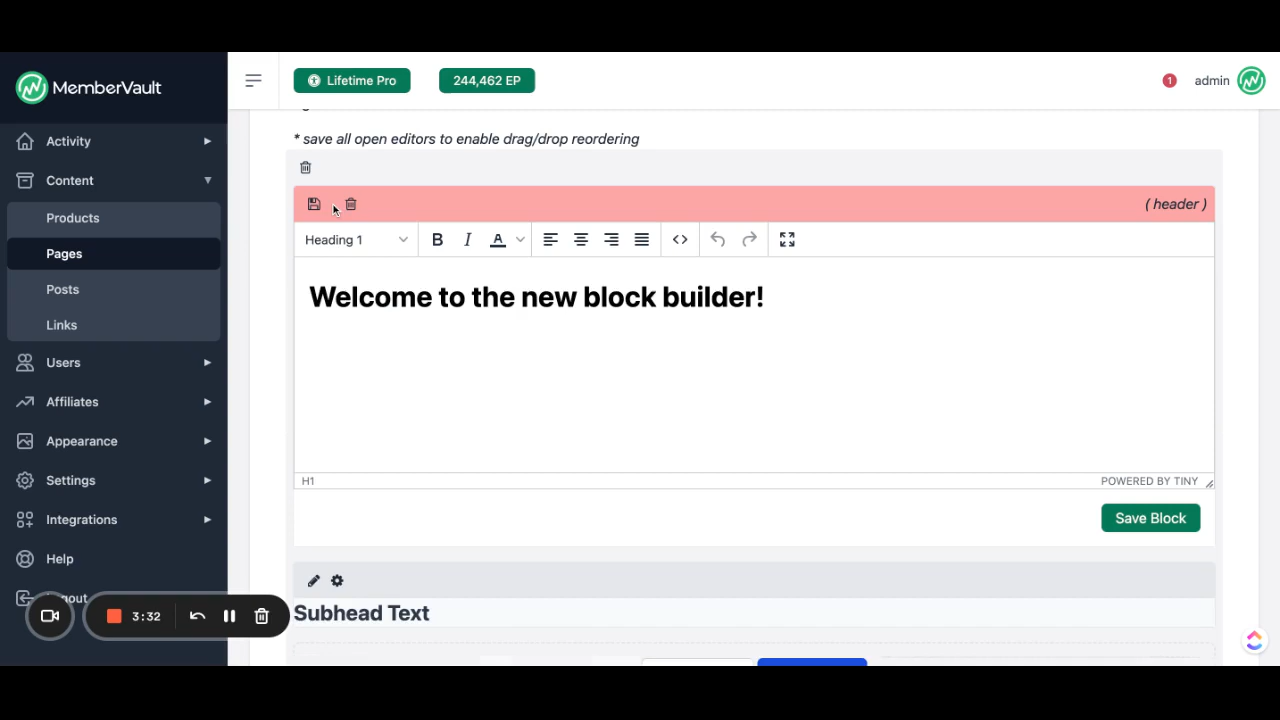 MemberVault
Lifetime Pro
244,462 EP
1
admin
Activity
Content
Products
Pages
Posts
Links
Users
Affiliates
Appearance
Settings
Integrations
Help
3:32
* save all open editors to enable drag/drop reordering
( header )
Heading 1
B I A
Welcome to the new block builder!
H1
POWERED BY TINY
Save Block
Subhead Text